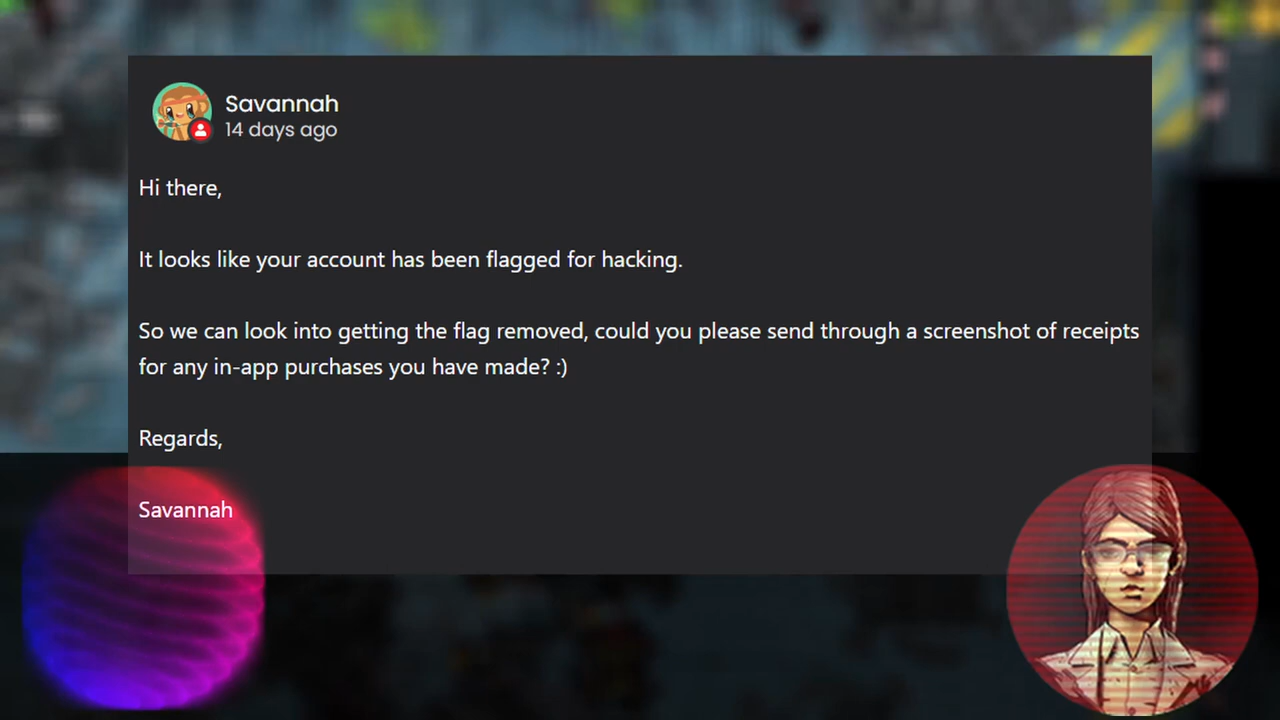 Savannah
14 days ago
Hi there,
It looks like your account has been flagged for hacking.
So we can look into getting the flag removed, could you please send through a screenshot of receipts
for any in-app purchases you have made? :)
Regards,
Savannah